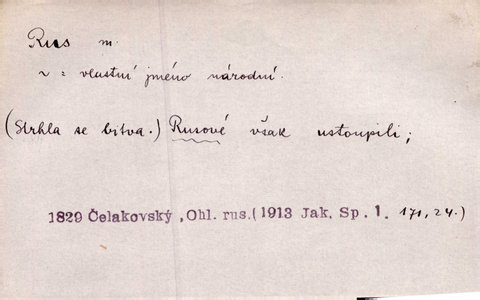 Rus m.
~ = vlastní jméno národní.
(Strhla se bitva.) Rusové však ustoupili;
1829 Čelakovský, Ohl. rus. (1913 Jak. Sp. 1. 171, 24.)